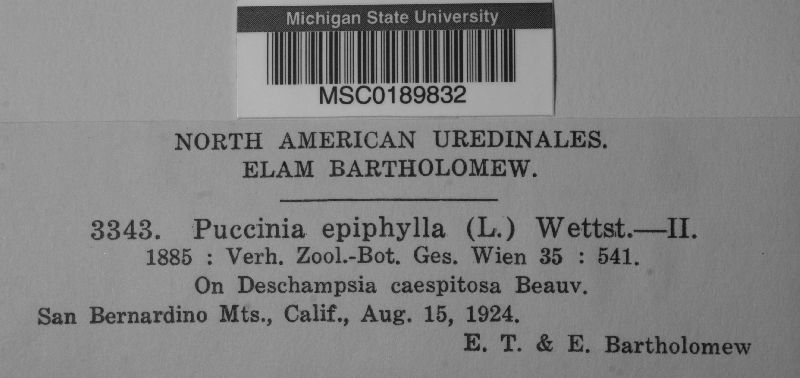 Michigan State University
MSC0189832
NORTH AMERICAN UREDINALES.
ELAM BARTHOLOMEW.
3343. Puccinia epiphylla (L.) Wettst.—II.
1885 : Verh. Zool.-Bot. Ges. Wien 35 : 541.
On Deschampsia caespitosa Beauv.
San Bernardino Mts., Calif., Aug. 15, 1924.
E. T. & E. Bartholomew